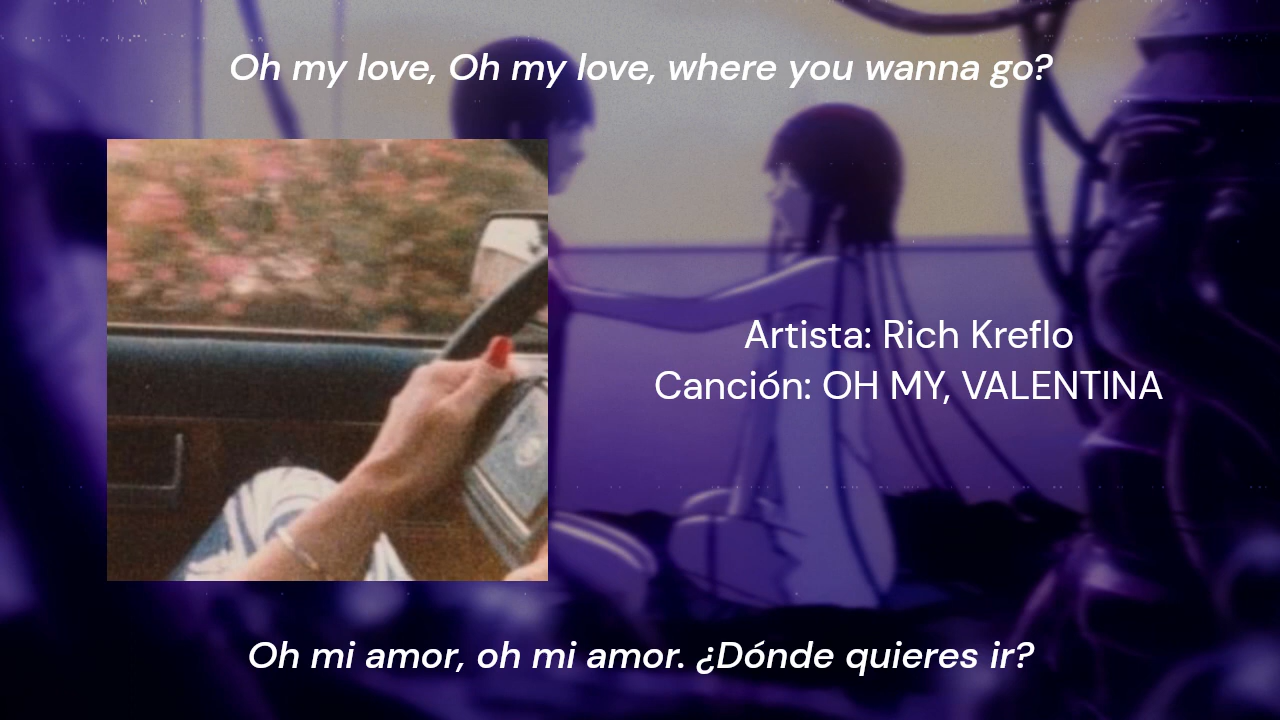 Oh my love, Oh my love, where you wanna go?
Artista: Rich Kreflo
Canción: OH MY, VALENTINA
Oh mi amor, oh mi amor. ¿Dónde quieres ir?